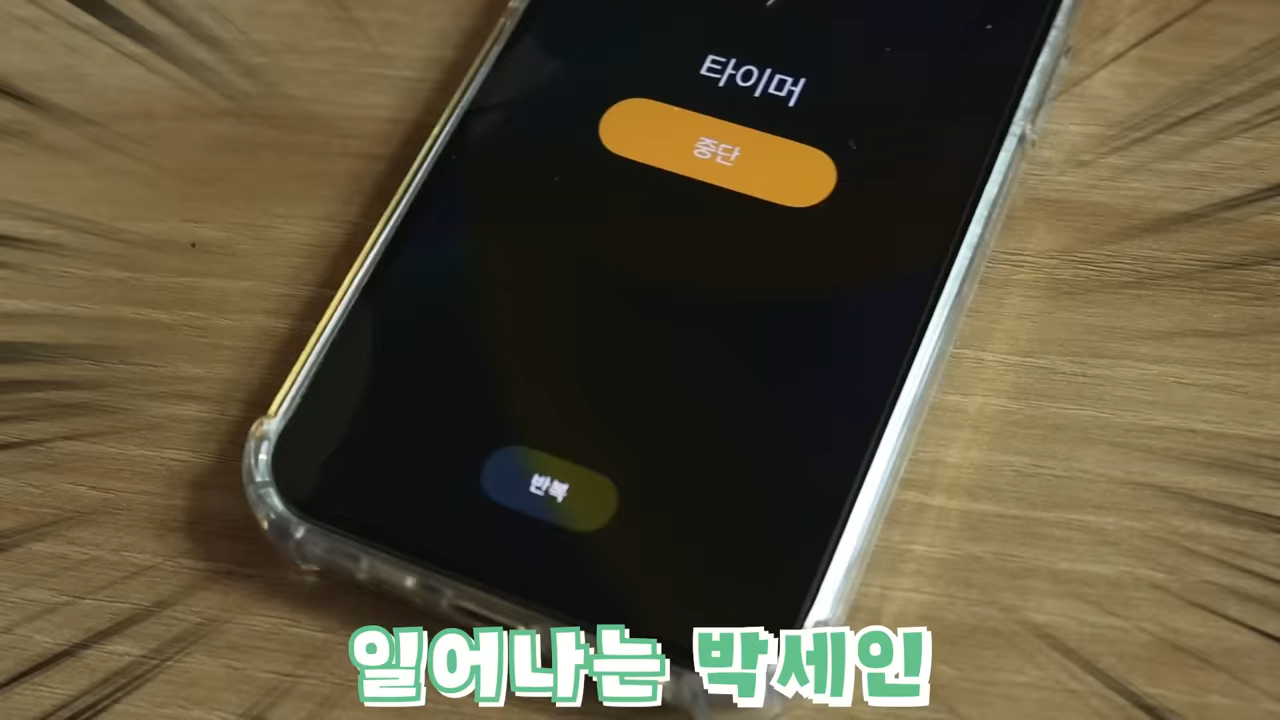 타이머
중단
반복
일어나는 박세인